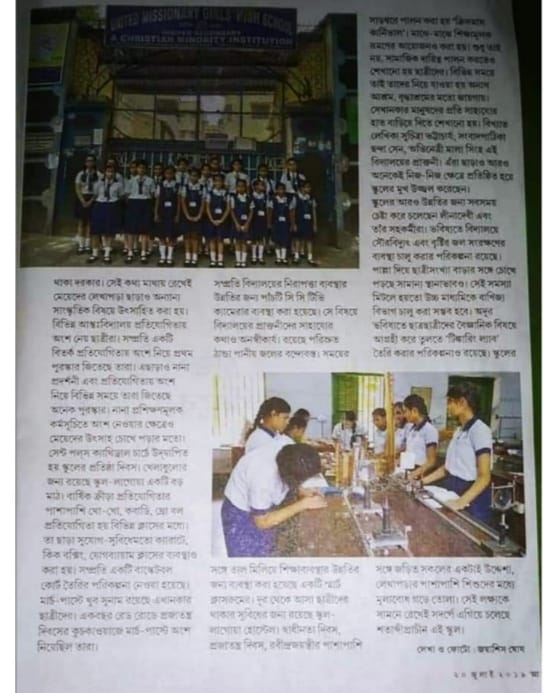 UNITED MISSIONARY GIRLS' HIGH SCHOOL
A CHRISTIAN MINORITY INSTITUTION
থাকা দরকার। সেই কথা মাথায় রেখেই
মেয়েদের লেখাপড়া ছাড়াও অন্যান্য
সাংস্কৃতিক বিষয়ে উৎসাহিত করা হয়।
বিভিন্ন আন্তঃবিদ্যালয় প্রতিযোগিতায়
অংশ নেয় ছাত্রীরা। সম্প্রতি একটি
বিতর্ক প্রতিযোগিতায় অংশ নিয়ে প্রথম
পুরস্কার জিতেছে তারা। এছাড়াও নানা
প্রদর্শনী এবং প্রতিযোগিতায় অংশ
নিয়ে বিভিন্ন সময়ে তারা জিতেছে
অনেক পুরস্কার। নানা প্রশিক্ষণমূলক
কর্মসূচিতে অংশ নেওয়ার ক্ষেত্রেও
মেয়েদের উৎসাহ চোখে পড়ার মতো।
সেন্ট পল্‌স ক্যাথিড্রাল চার্চে উদ্‌যাপিত
হয় স্কুলের প্রতিষ্ঠা দিবস। খেলাধুলোর
জন্য রয়েছে স্কুল-লাগোয়া একটি বড়
মাঠ। বার্ষিক ক্রীড়া প্রতিযোগিতার
পাশাপাশি খো-খো, কবাডি, থ্রো বল
প্রতিযোগিতা হয় বিভিন্ন ক্লাসের মধ্যে।
তা ছাড়া সুযোগ-সুবিধেমতো ক্যারাটে,
কিক বক্সিং, যোগব্যায়াম ক্লাসের ব্যবস্থাও
করা হয়। সম্প্রতি একটি বাস্কেটবল
কোর্ট তৈরির পরিকল্পনা নেওয়া হয়েছে।
মার্চ-পাস্টে খুব সুনাম রয়েছে এখানকার
ছাত্রীদের। একবছর রেড রোডে প্রজাতন্ত্র
দিবসের কুচকাওয়াজে মার্চ-পাস্টে অংশ
নিয়েছিল তারা।
সম্প্রতি বিদ্যালয়ের নিরাপত্তা ব্যবস্থার
উন্নতির জন্য পাঁচটি সি সি টিভি
ক্যামেরার ব্যবস্থা করা হয়েছে। সে বিষয়ে
বিদ্যালয়ের প্রাক্তনীদের সাহায্যের
কথাও অনস্বীকার্য। রয়েছে পরিস্রুত
ঠান্ডা পানীয় জলের বন্দোবস্ত। সময়ের
সঙ্গে তাল মিলিয়ে শিক্ষাব্যবস্থার উন্নতির
জন্য ব্যবস্থা করা হয়েছে একটি স্মার্ট
ক্লাসরুমের। দূর থেকে আসা ছাত্রীদের
থাকার সুবিধের জন্য রয়েছে স্কুল-
লাগোয়া হোস্টেল। স্বাধীনতা দিবস,
প্রজাতন্ত্র দিবস, রবীন্দ্রজয়ন্তীর পাশাপাশি
সাড়ম্বরে পালন করা হয় 'ক্রিসমাস
কার্নিভাল'। মাঝে-মাঝে শিক্ষামূলক
ভ্রমণের আয়োজনও করা হয়। শুধু তাই
নয়, সামাজিক দায়িত্ব পালন করতেও
শেখানো হয় ছাত্রীদের। বিভিন্ন সময়ে
তাই তাদের নিয়ে যাওয়া হয় অনাথ
আশ্রম, বৃদ্ধাশ্রমের মতো জায়গায়।
সেখানকার মানুষদের প্রতি সাহায্যের
হাত বাড়িয়ে দিতে শেখানো হয়। বিখ্যাত
লেখিকা সুচিত্রা ভট্টাচার্য, সংবাদপাঠিকা
ছন্দা সেন, অভিনেত্রী মালা সিংহ এই
বিদ্যালয়ের প্রাক্তনী। এঁরা ছাড়াও আরও
অনেকেই নিজ-নিজ ক্ষেত্রে প্রতিষ্ঠিত হয়ে
স্কুলের মুখ উজ্জ্বল করেছেন।
স্কুলের আরও উন্নতির জন্য সবসময়
চেষ্টা করে চলেছেন লীনাদেবী এবং
তাঁর সহকর্মীরা। ভবিষ্যতে বিদ্যালয়ে
সৌরবিদ্যুৎ এবং বৃষ্টির জল সংরক্ষণের
ব্যবস্থা চালু করার পরিকল্পনা রয়েছে।
পাল্লা দিয়ে ছাত্রীসংখ্যা বাড়ার সঙ্গে চোখে
পড়ছে সামান্য স্থানাভাবও। সেই সমস্যা
মিটলে হয়তো উচ্চ মাধ্যমিকে বাণিজ্য
বিভাগ চালু করা সম্ভব হবে। অদূর
ভবিষ্যতে ছাত্রছাত্রীদের বৈজ্ঞানিক বিষয়ে
আগ্রহী করে তুলতে 'টিঙ্কারিং ল্যাব'
তৈরি করার পরিকল্পনাও রয়েছে। স্কুলের
সঙ্গে জড়িত সকলের একটাই উদ্দেশ্য,
লেখাপড়ার পাশাপাশি শিশুদের মধ্যে
মূল্যবোধ গড়ে তোলা। সেই লক্ষ্যকে
সামনে রেখেই সদর্পে এগিয়ে চলেছে
শতাব্দীপ্রাচীন এই স্কুল।
লেখা ও ফোটো: জয়াশিস ঘোষ
২০ জুলাই ২০১৯